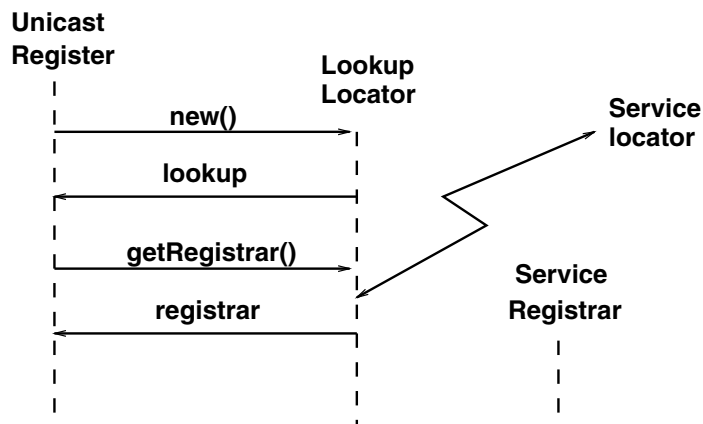 Unicast
Register
Lookup
Locator
Service
locator
new()
lookup
getRegistrar()
Service
Registrar
registrar